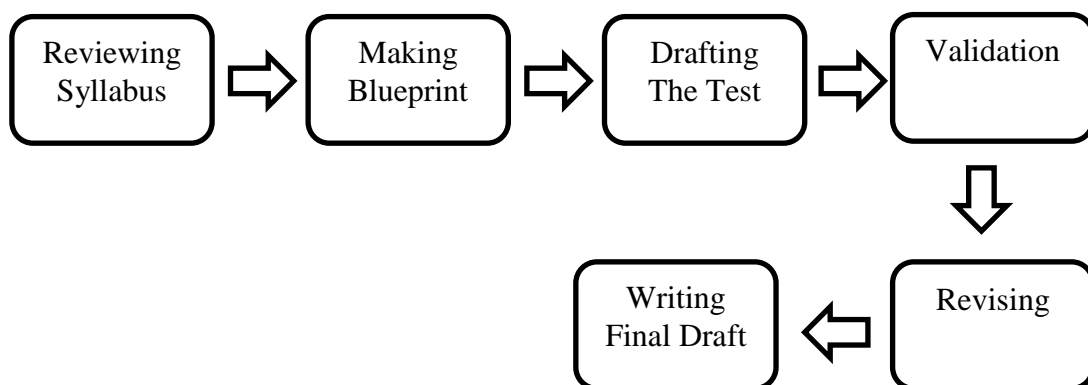 Reviewing
Syllabus
Making
Blueprint
Drafting
The Test
Validation
Revising
Writing
Final Draft